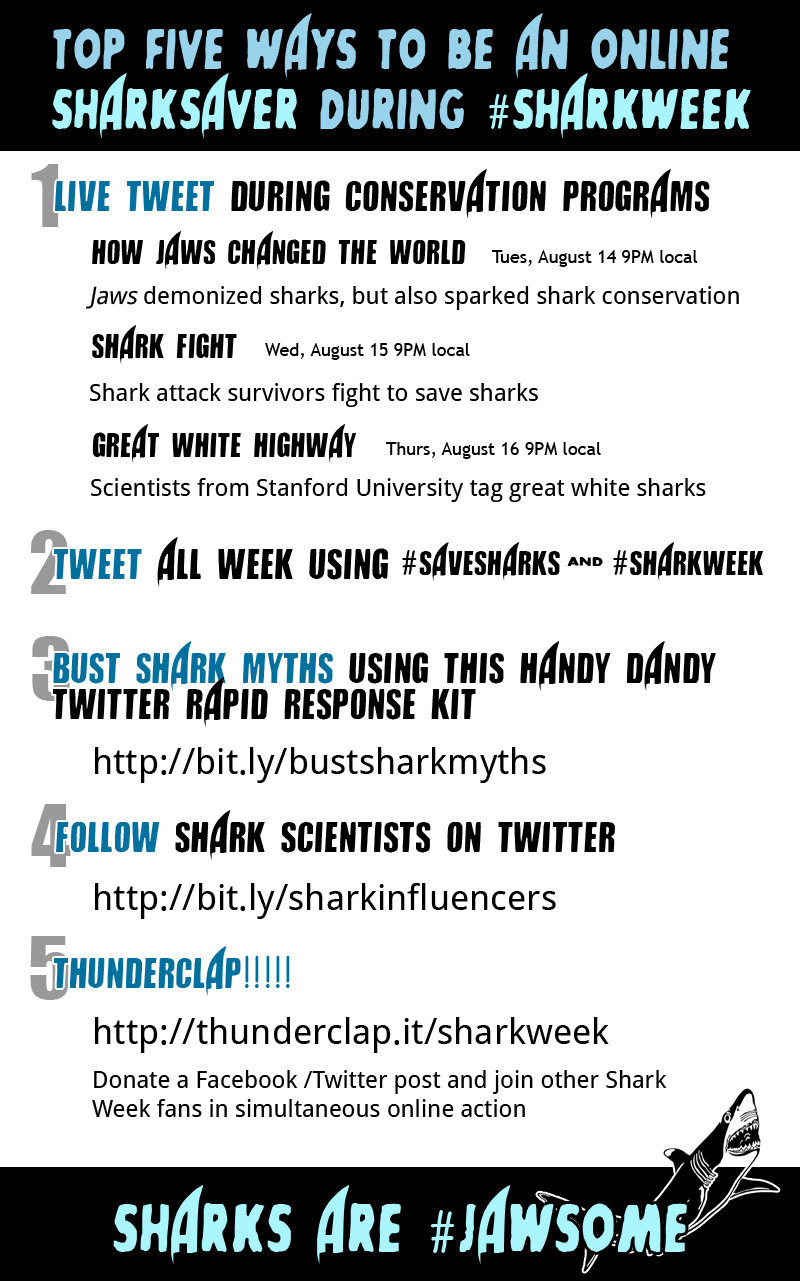 TOP FIVE WAYS TO BE AN ONLINE
SHARKSAVER DURING #SHARKWEEK
1 LIVE TWEET DURING CONSERVATION PROGRAMS
HOW JAWS CHANGED THE WORLD Tues, August 14 9PM local
Jaws demonized sharks, but also sparked shark conservation
SHARK FIGHT Wed, August 15 9PM local
Shark attack survivors fight to save sharks
GREAT WHITE HIGHWAY Thurs, August 16 9PM local
Scientists from Stanford University tag great white sharks
2 TWEET ALL WEEK USING #SAVESHARKS AND #SHARKWEEK
3 BUST SHARK MYTHS USING THIS HANDY DANDY
TWITTER RAPID RESPONSE KIT
http://bit.ly/bustsharkmyths
4 FOLLOW SHARK SCIENTISTS ON TWITTER
http://bit.ly/sharkinfluencers
5 THUNDERCLAP!!!!!
http://thunderclap.it/sharkweek
Donate a Facebook /Twitter post and join other Shark
Week fans in simultaneous online action
SHARKS ARE #JAWSOME